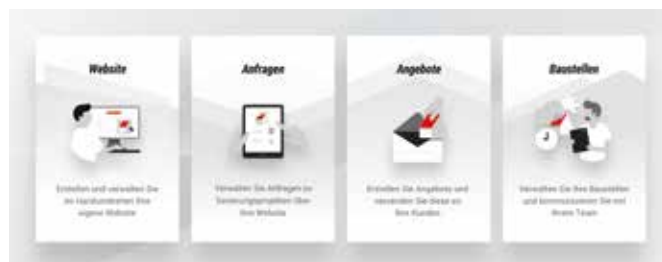 Website
Erstellen und verwalten Sie
im Handumdrehen Ihre
eigene Website
Anfragen
Verwalten Sie Anfragen zu
Sanierungsprojekten über
Ihre Website
Angebote
Erstellen Sie Angebote und
versenden Sie diese an
Ihre Kunden.
Baustellen
Verwalten Sie Ihre Baustellen
und kommunizieren Sie mit
Ihrem Team